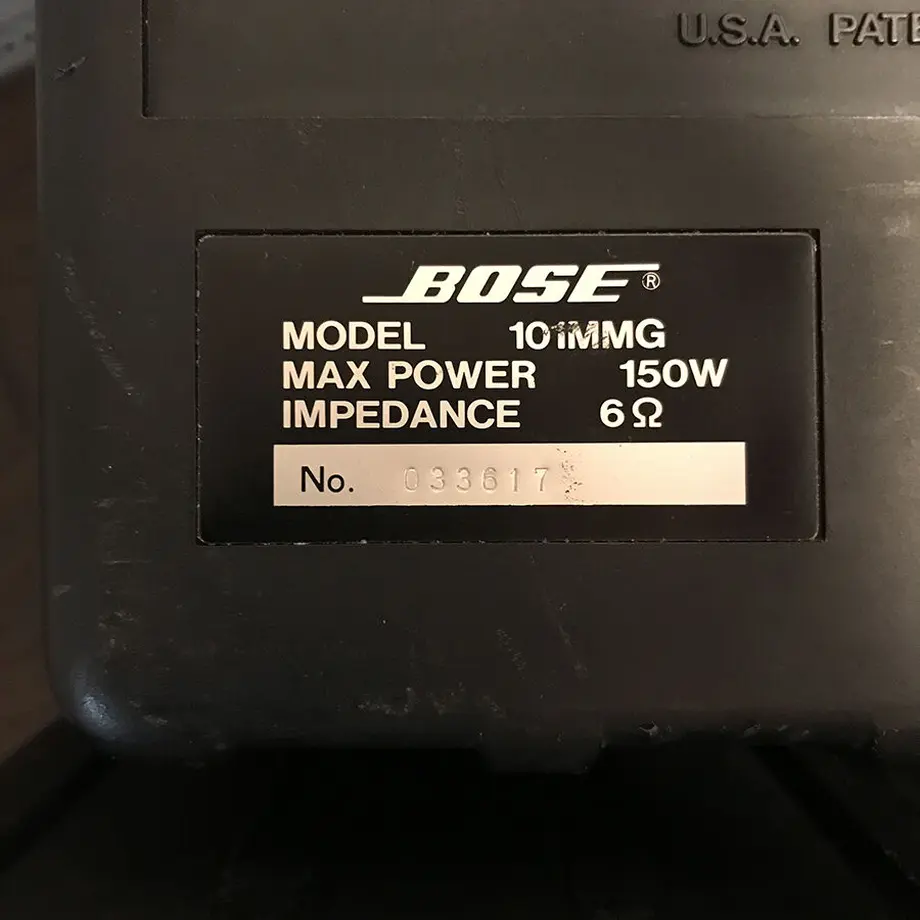 U.S.A. PATE
BOSE®
MODEL 101MMG
MAX POWER 150W
IMPEDANCE 6Ω
No. 033617